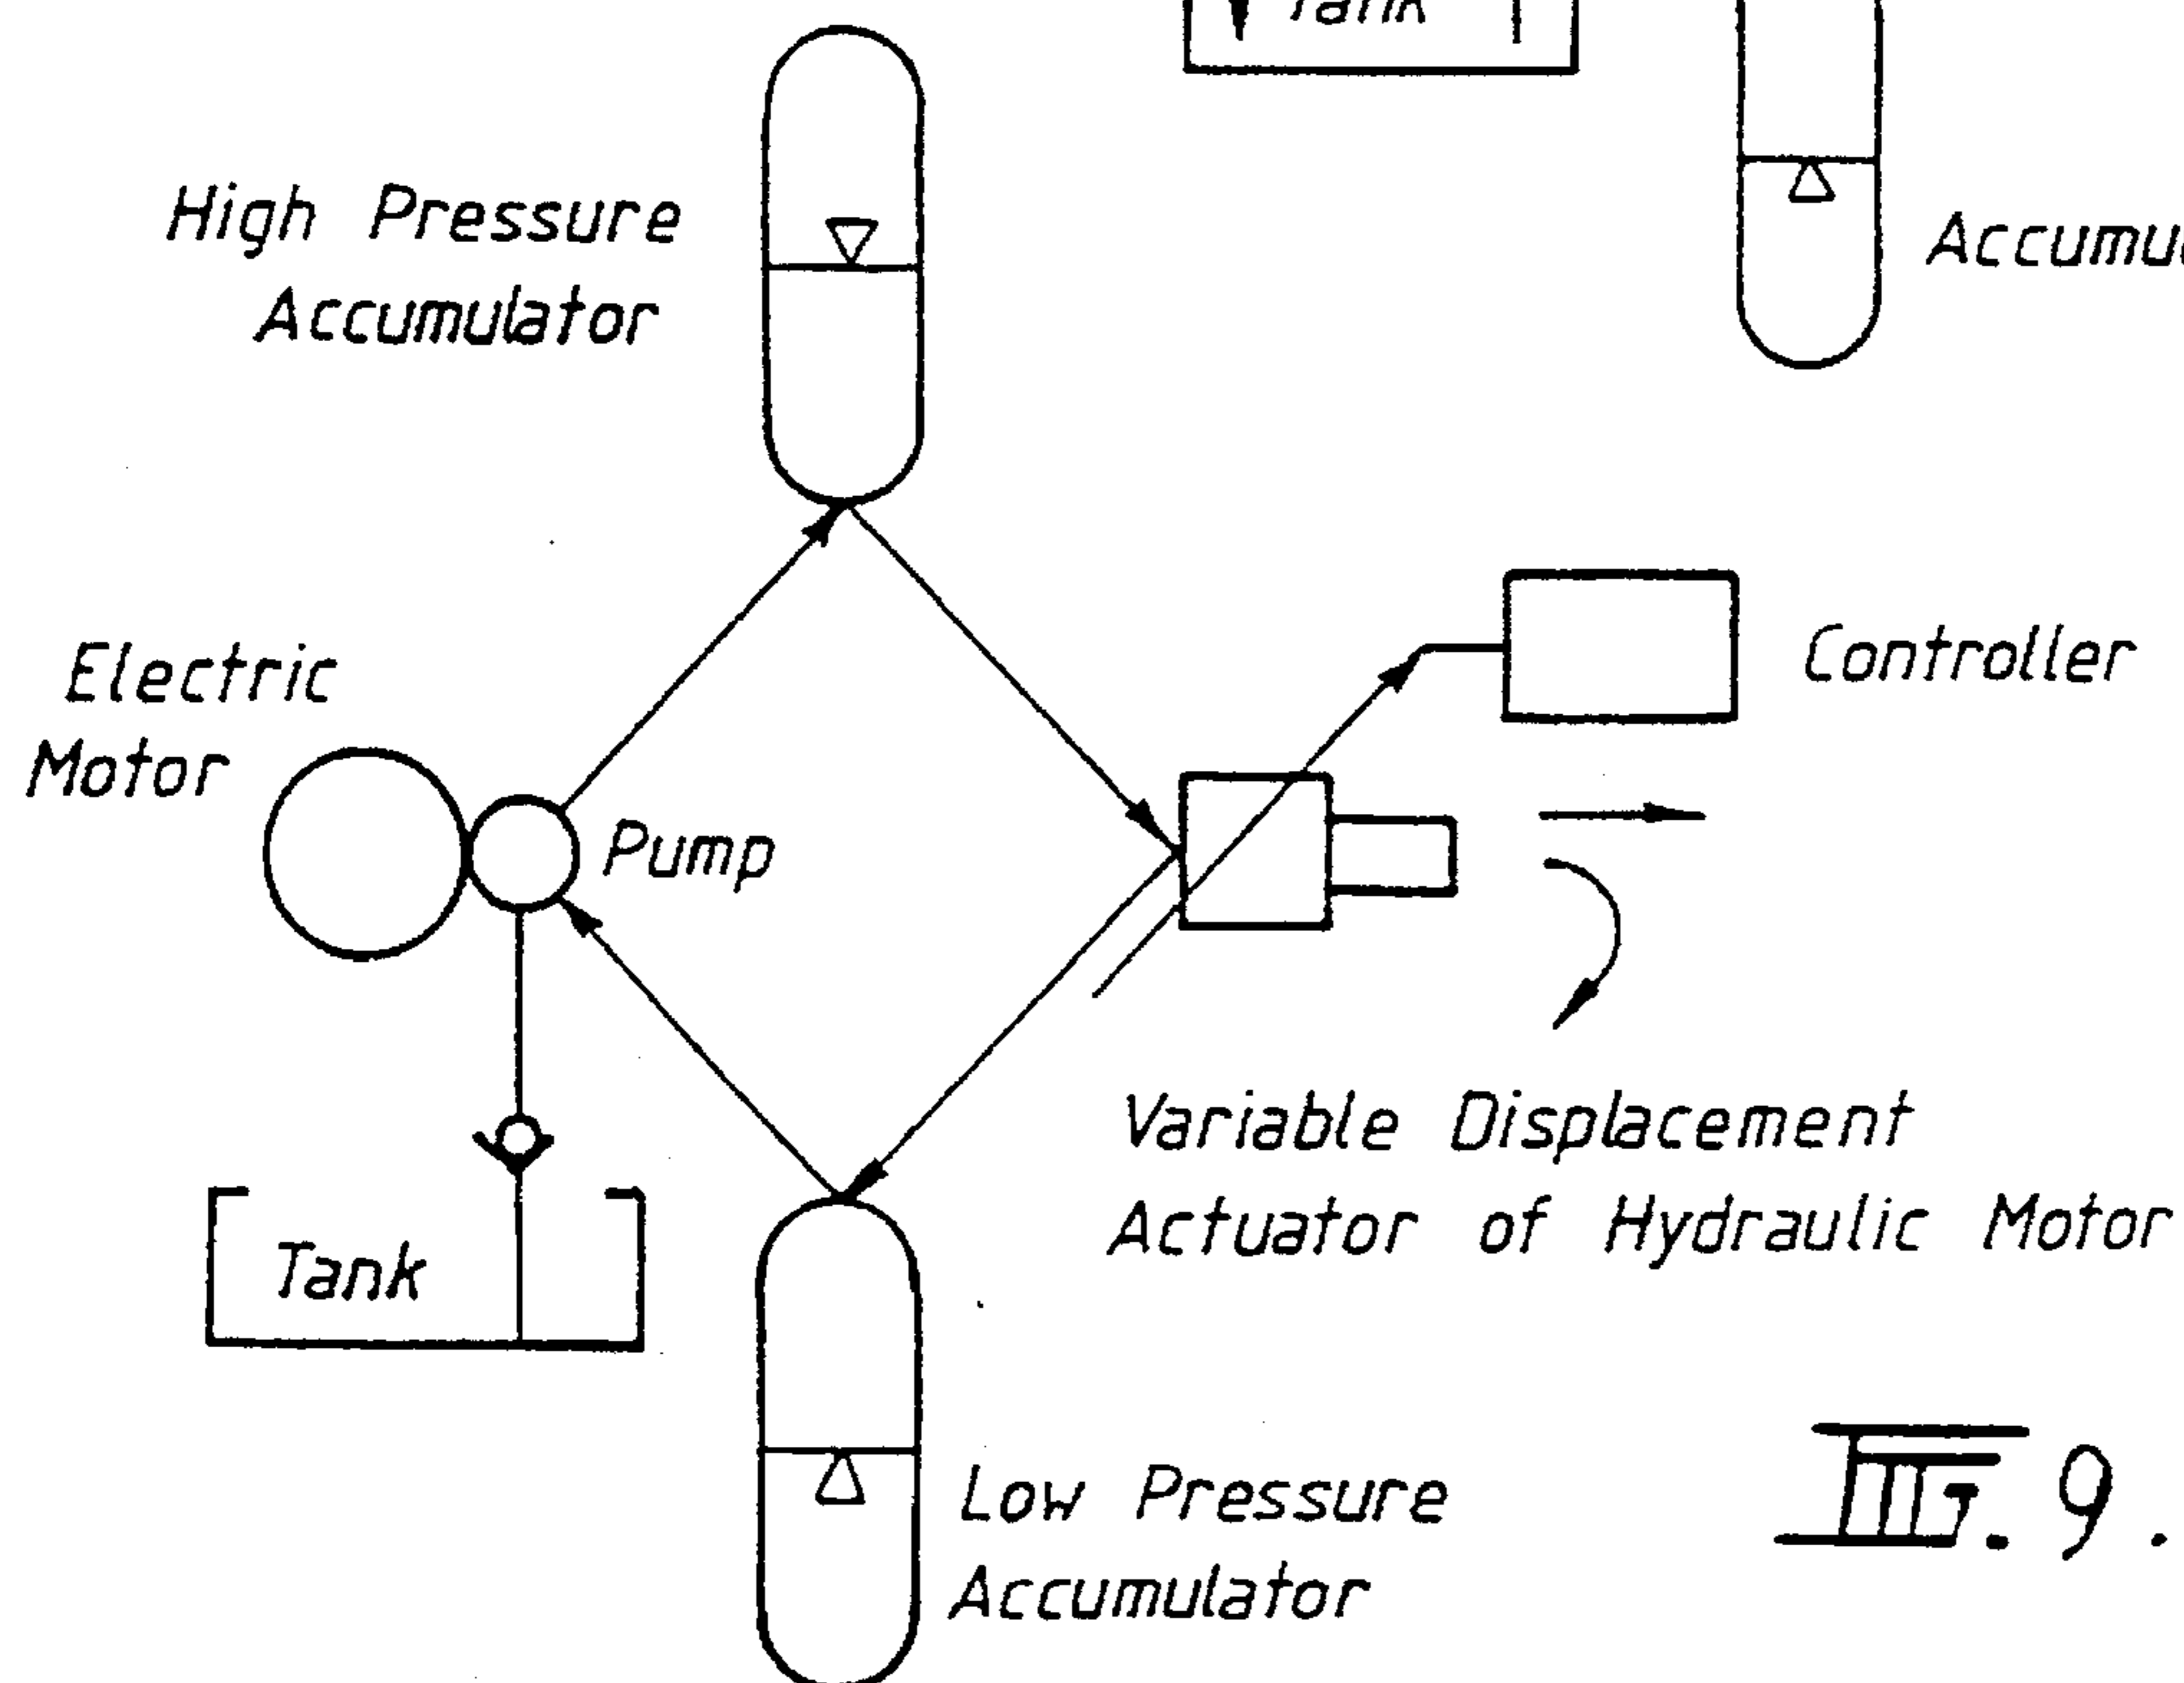 Tank
High Pressure
Accumulator
Electric
Motor
Pump
Controller
Variable Displacement
Actuator of Hydraulic Motor
Tank
Low Pressure
Accumulator
FIG. 9.